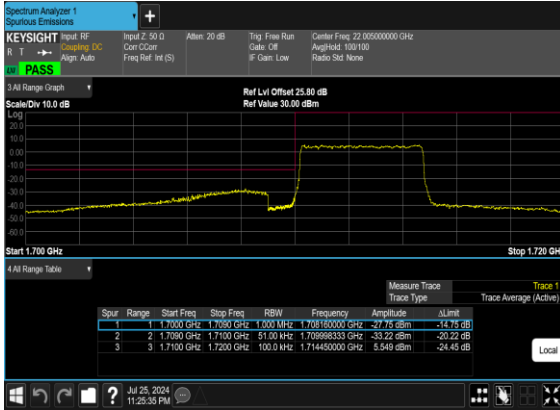 Spectrum Analyzer 1
Spurious Emissions
+
KEYSIGHT Input: RF Input Z: 50 Ω Atten: 20 dB Trig: Free Run Center Freq: 22.005000000 GHz
R T Coupling: DC Corr CCorr Gate: Off Avg|Hold: 100/100
Align: Auto Freq Ref: Int (S) IF Gain: Low Radio Std: None
PASS
3 All Range Graph
Ref Lvl Offset 25.80 dB
Scale/Div 10.0 dB Ref Value 30.00 dBm
Log
20.0
10.0
0.00
-10.0
-20.0
-30.0
-40.0
-50.0
-60.0
Start 1.700 GHz Stop 1.720 GH
4 All Range Table
Measure Trace Trace 1
Trace Type Trace Average (Active)
Spur Range Start Freq Stop Freq RBW Frequency Amplitude ΔLimit
1 1 1.7000 GHz 1.7090 GHz 1.000 MHz 1.708160000 GHz -27.75 dBm -14.75 dB
2 2 1.7090 GHz 1.7100 GHz 51.00 kHz 1.709998333 GHz -33.22 dBm -20.22 dB
3 3 1.7100 GHz 1.7200 GHz 100.0 kHz 1.714450000 GHz 5.549 dBm -24.45 dB
Local
?
Jul 25, 2024
11:25:35 PM